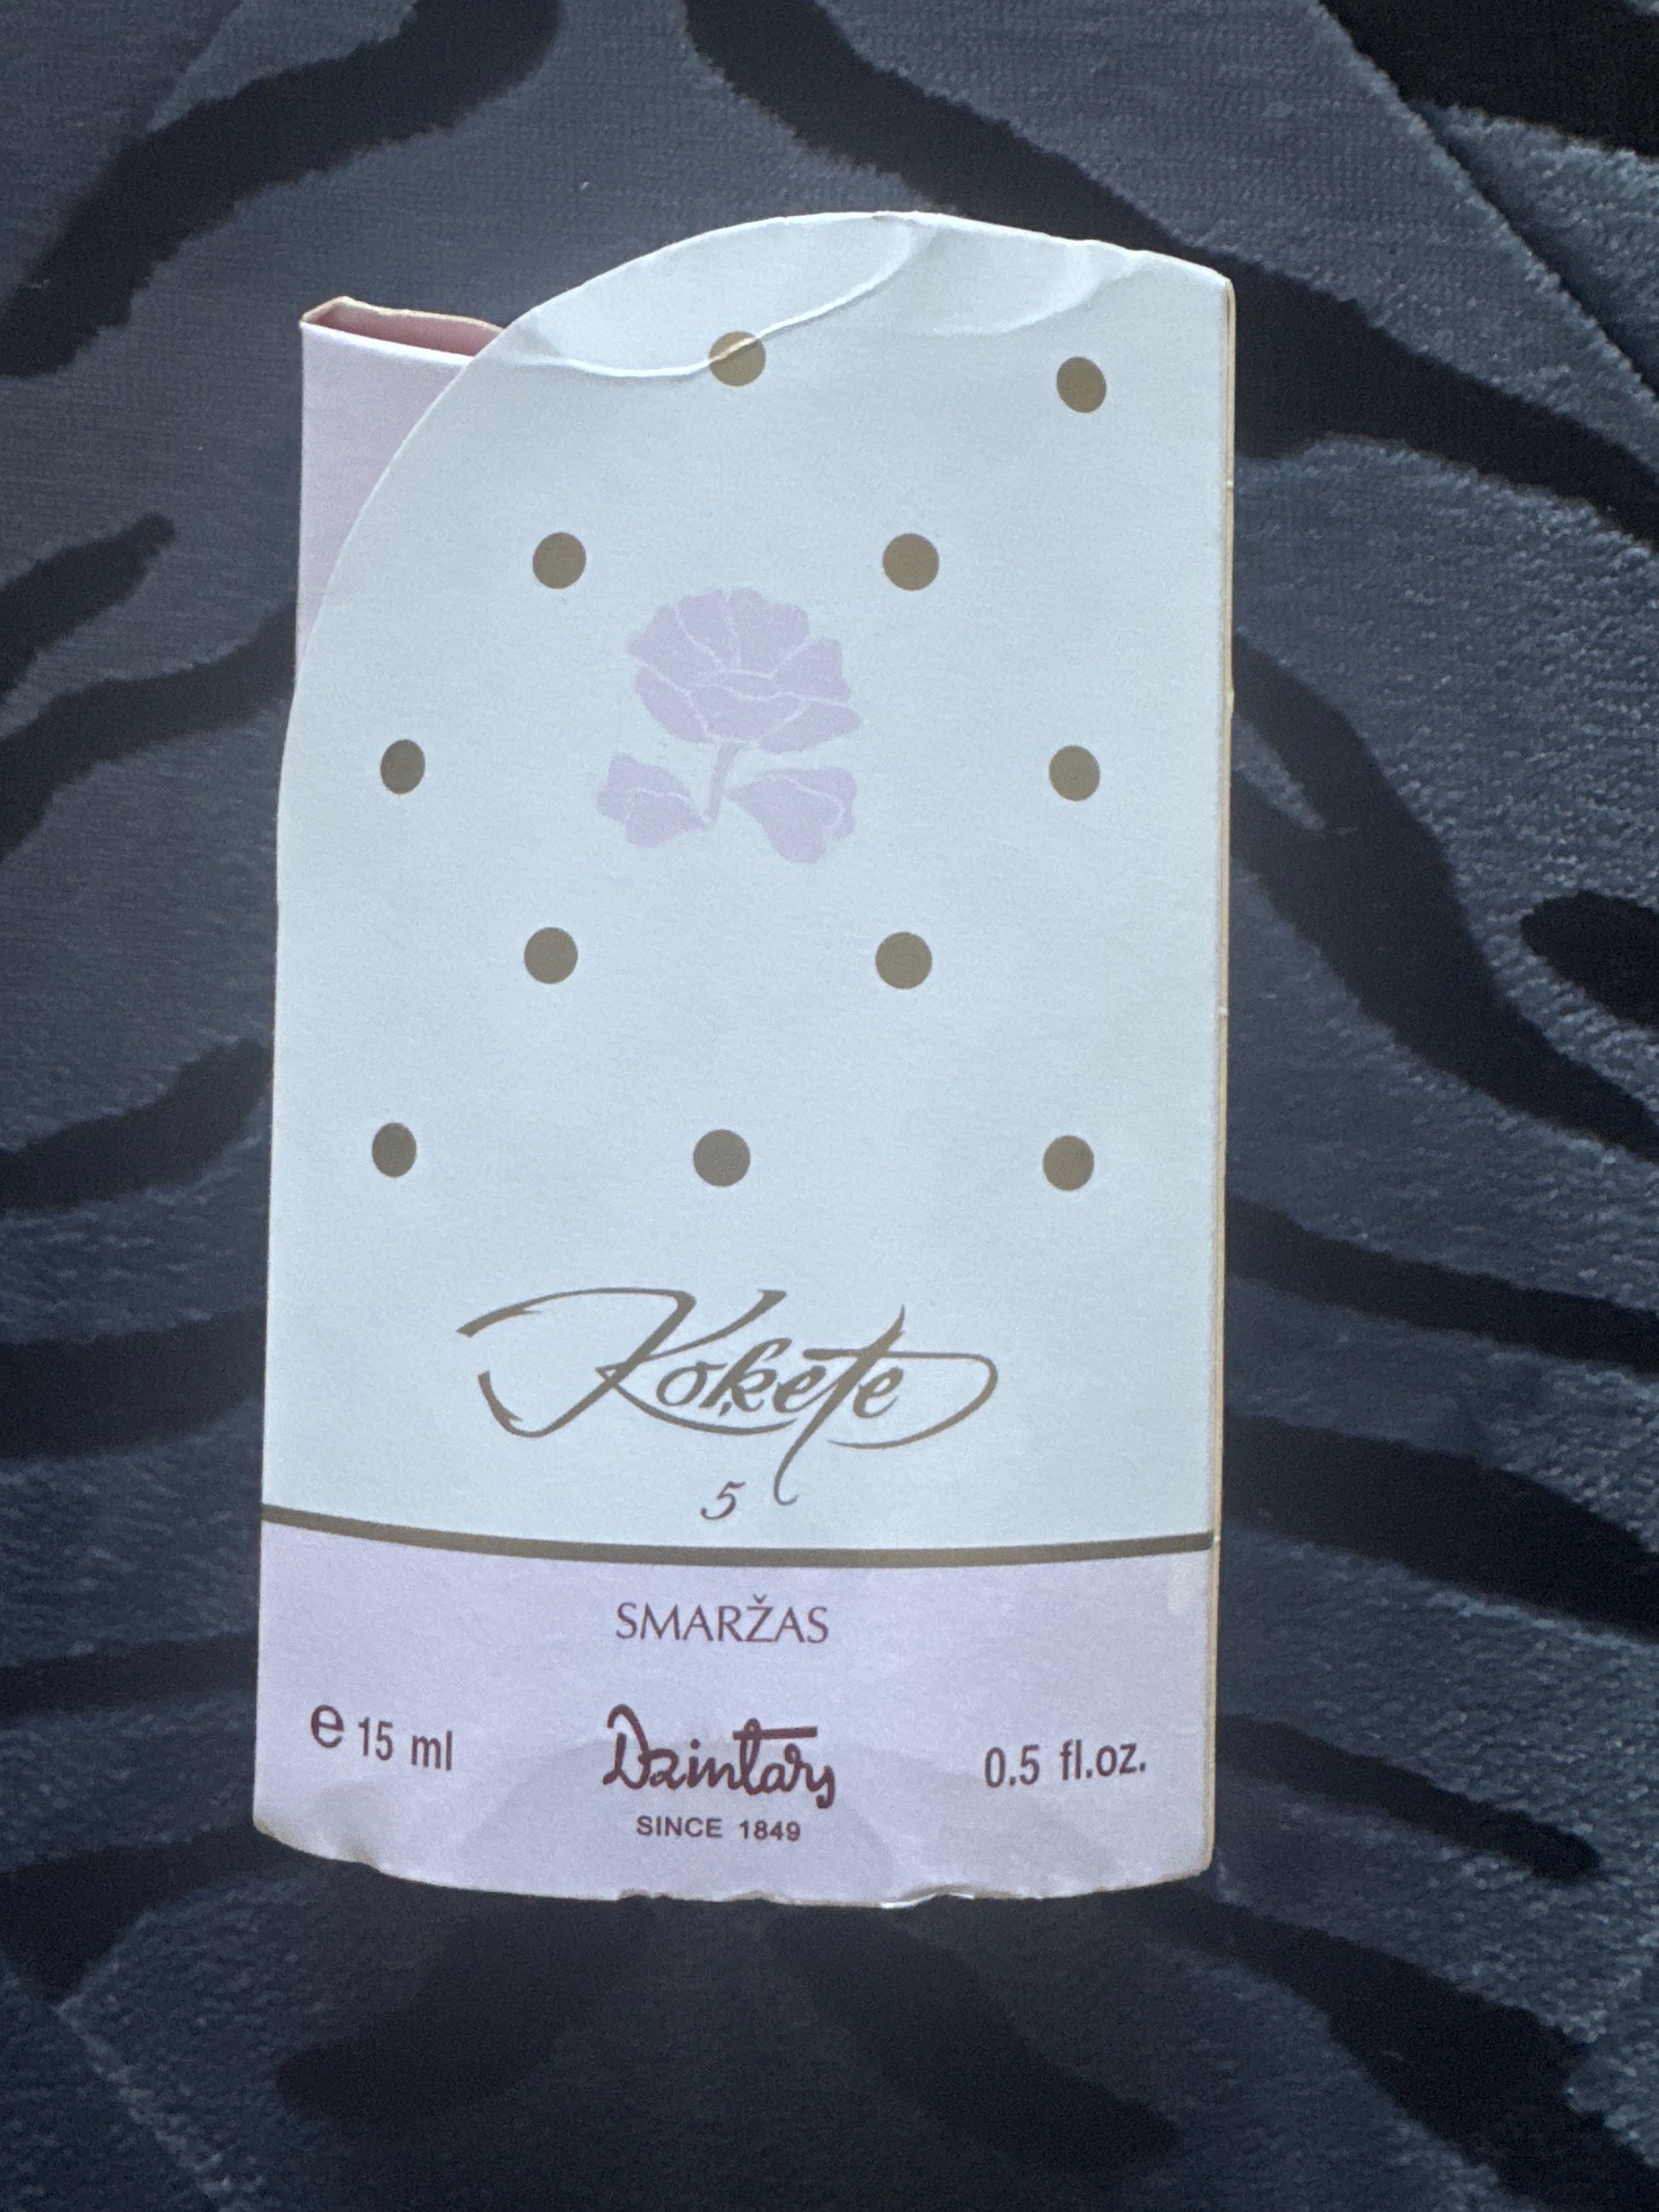 Koķete
5
SMARŽAS
e 15 ml
Dzintars
SINCE 1849
0.5 fl.oz.